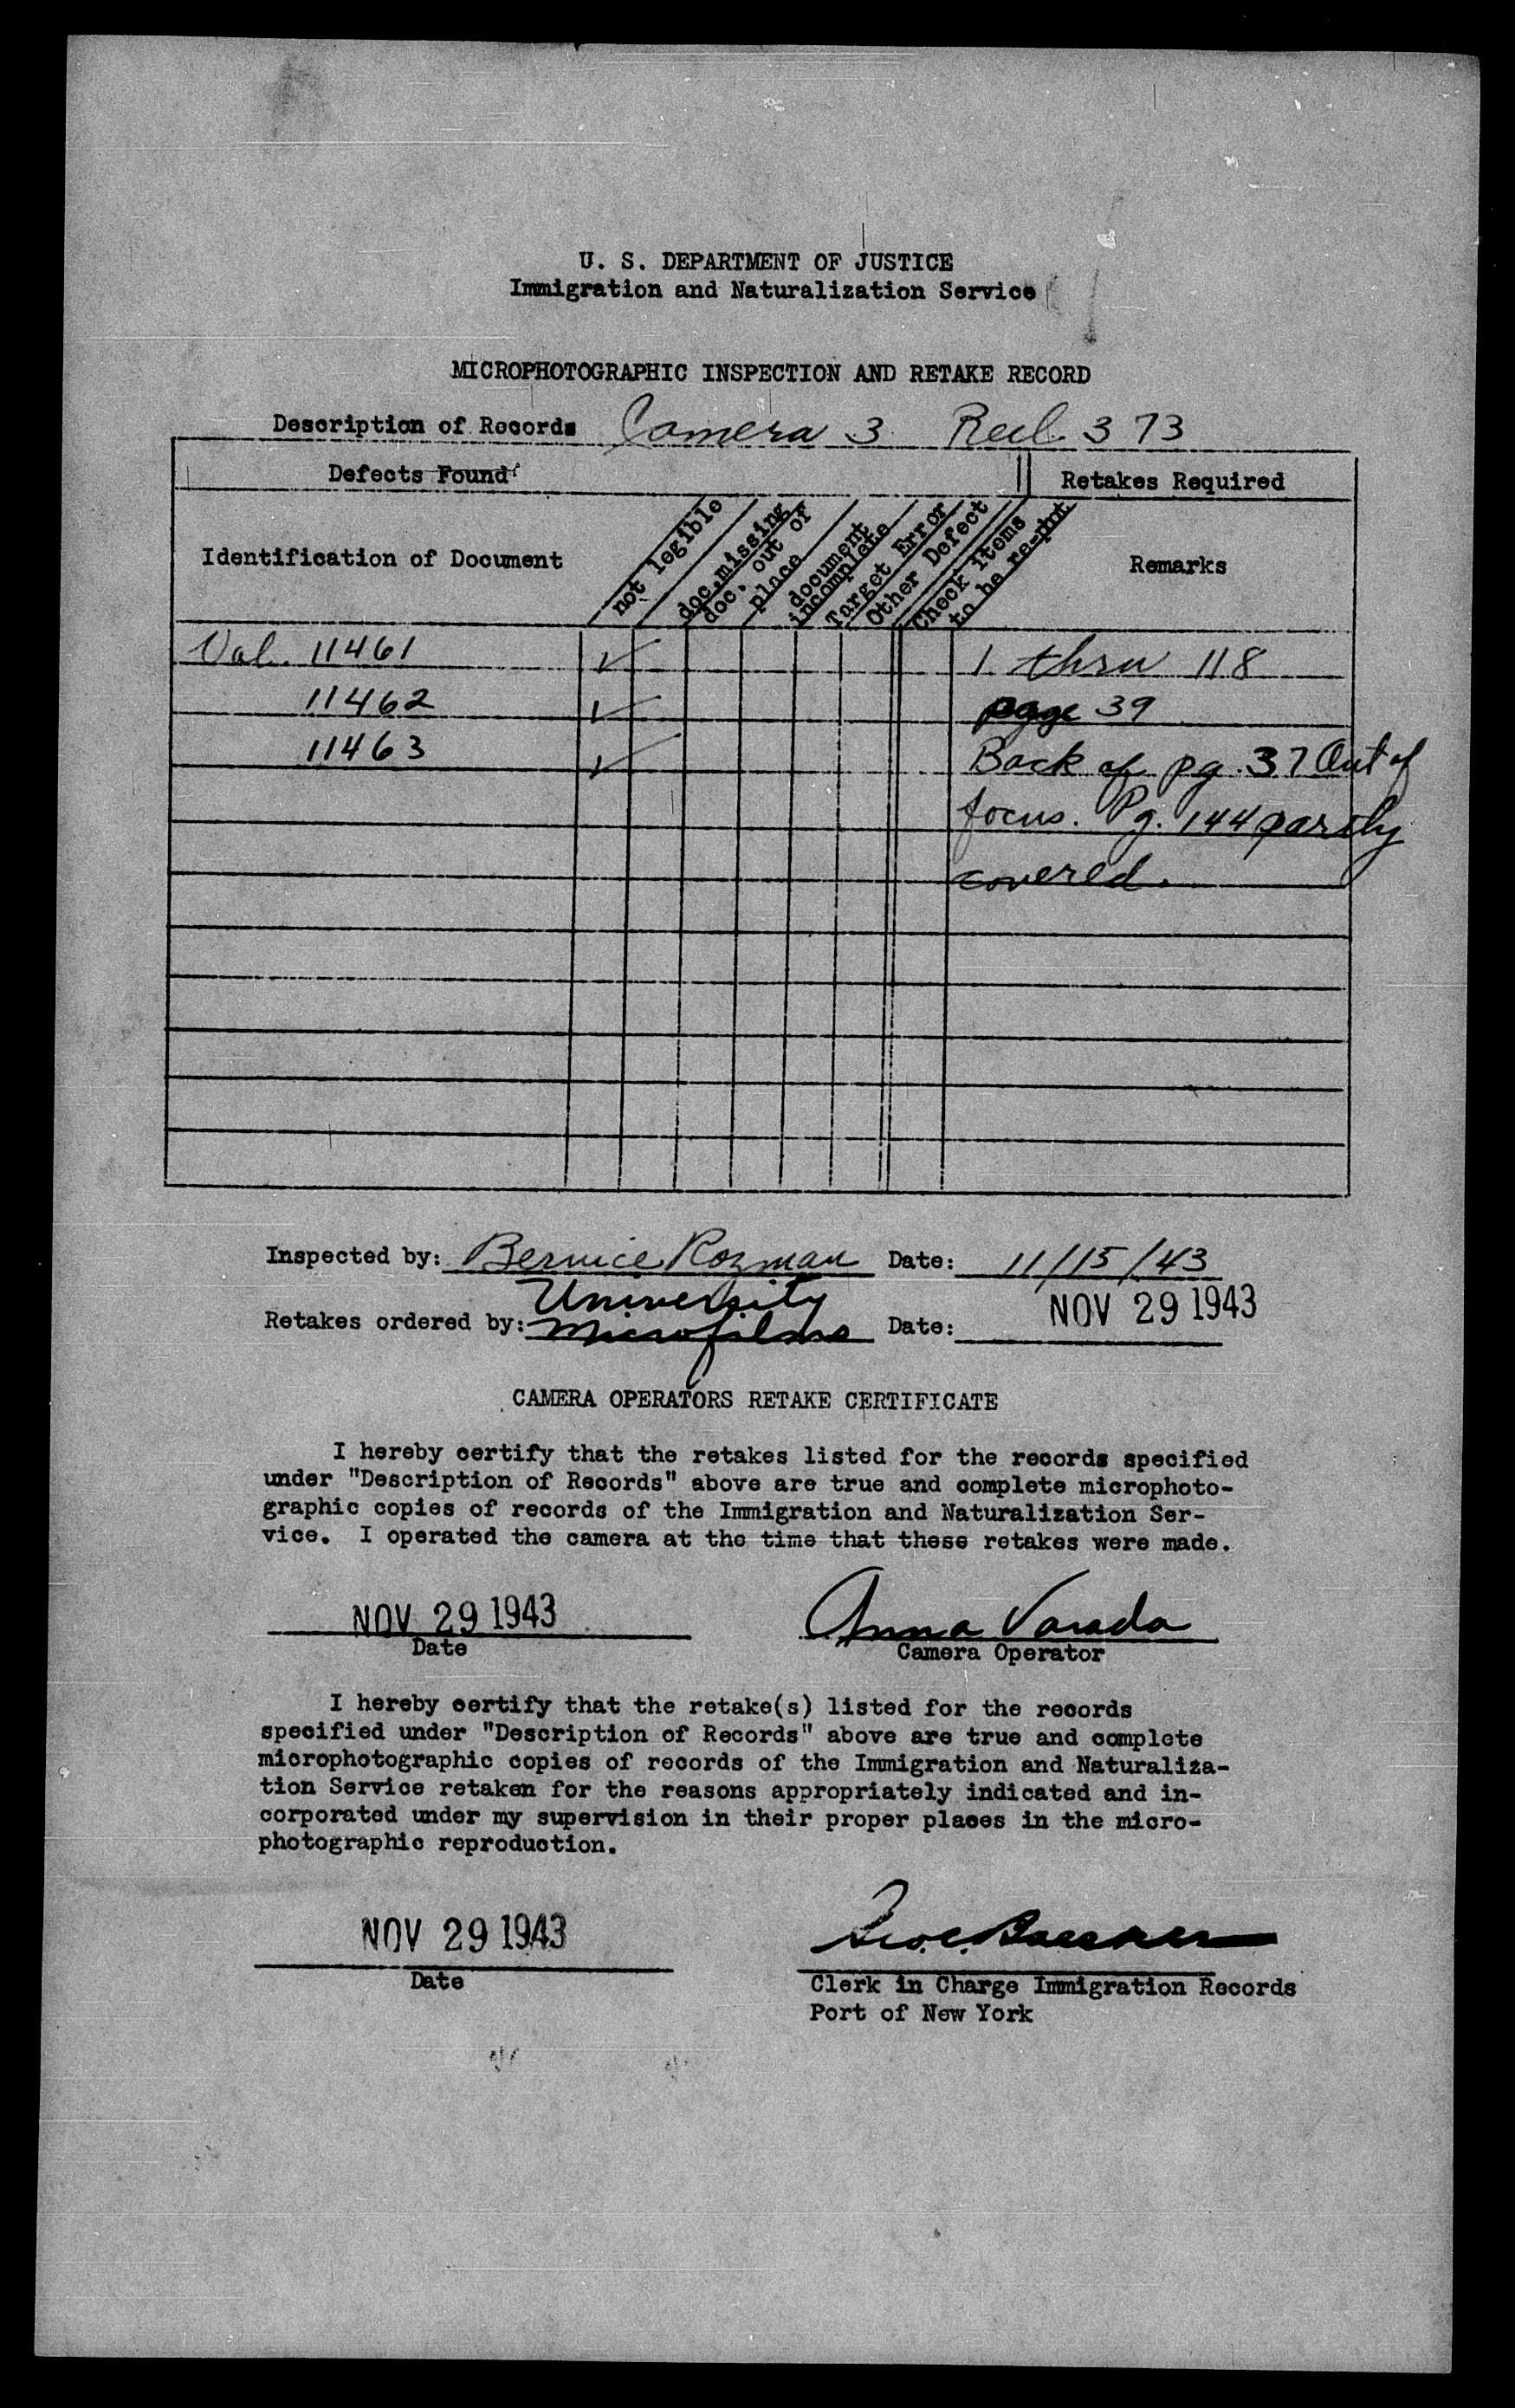 U. S. DEPARTMENT OF JUSTICE
Immigration and Naturalization Service
MICROPHOTOGRAPHIC INSPECTION AND RETAKE RECORD
Description of Records Camera 3 Reel 373
Defects Found
Retakes Required
Identification of Document
not legible
doc. missing
doc. out of
place
document
incomplete
Target Error
Other Defect
Check items
to be re-phot
Remarks
Vol. 11461 ✓ 1 thru 118
11462 ✓ page 39
11463 ✓ Back of pg. 37 Out of
focus. Pg. 144 partly
covered.
Inspected by: Bernice Rozman Date: 11/15/43
Retakes ordered by: University Microfilms Date: NOV 29 1943
CAMERA OPERATORS RETAKE CERTIFICATE
I hereby certify that the retakes listed for the records specified
under "Description of Records" above are true and complete microphoto-
graphic copies of records of the Immigration and Naturalization Ser-
vice. I operated the camera at the time that these retakes were made.
NOV 29 1943 Anna Varada
Date Camera Operator
I hereby certify that the retake(s) listed for the records
specified under "Description of Records" above are true and complete
microphotographic copies of records of the Immigration and Naturaliza-
tion Service retaken for the reasons appropriately indicated and in-
corporated under my supervision in their proper places in the micro-
photographic reproduction.
NOV 29 1943
Date
Clerk in Charge Immigration Records
Port of New York